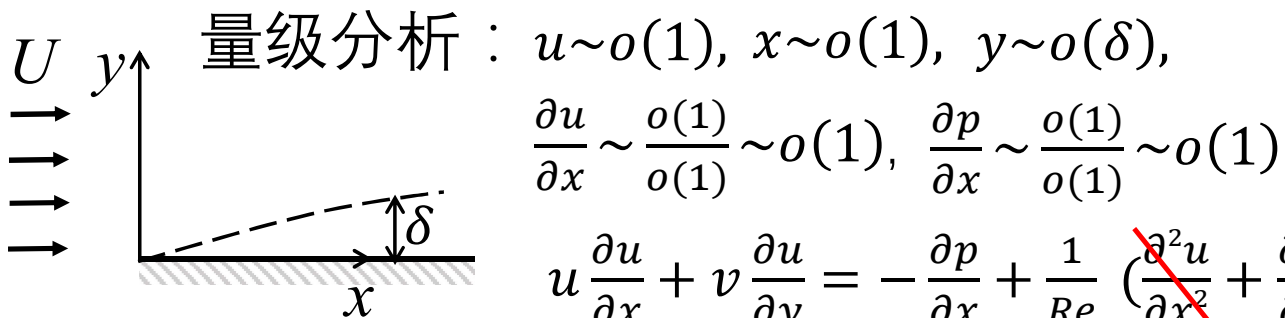 量级分析：u~o(1), x~o(1), y~o(δ),
U y
∂u/∂x ~ o(1)/o(1) ~o(1), ∂p/∂x ~ o(1)/o(1) ~o(1)
δ
u ∂u/∂x + v ∂u/∂y = − ∂p/∂x + 1/Re (∂²u/∂x² +
x